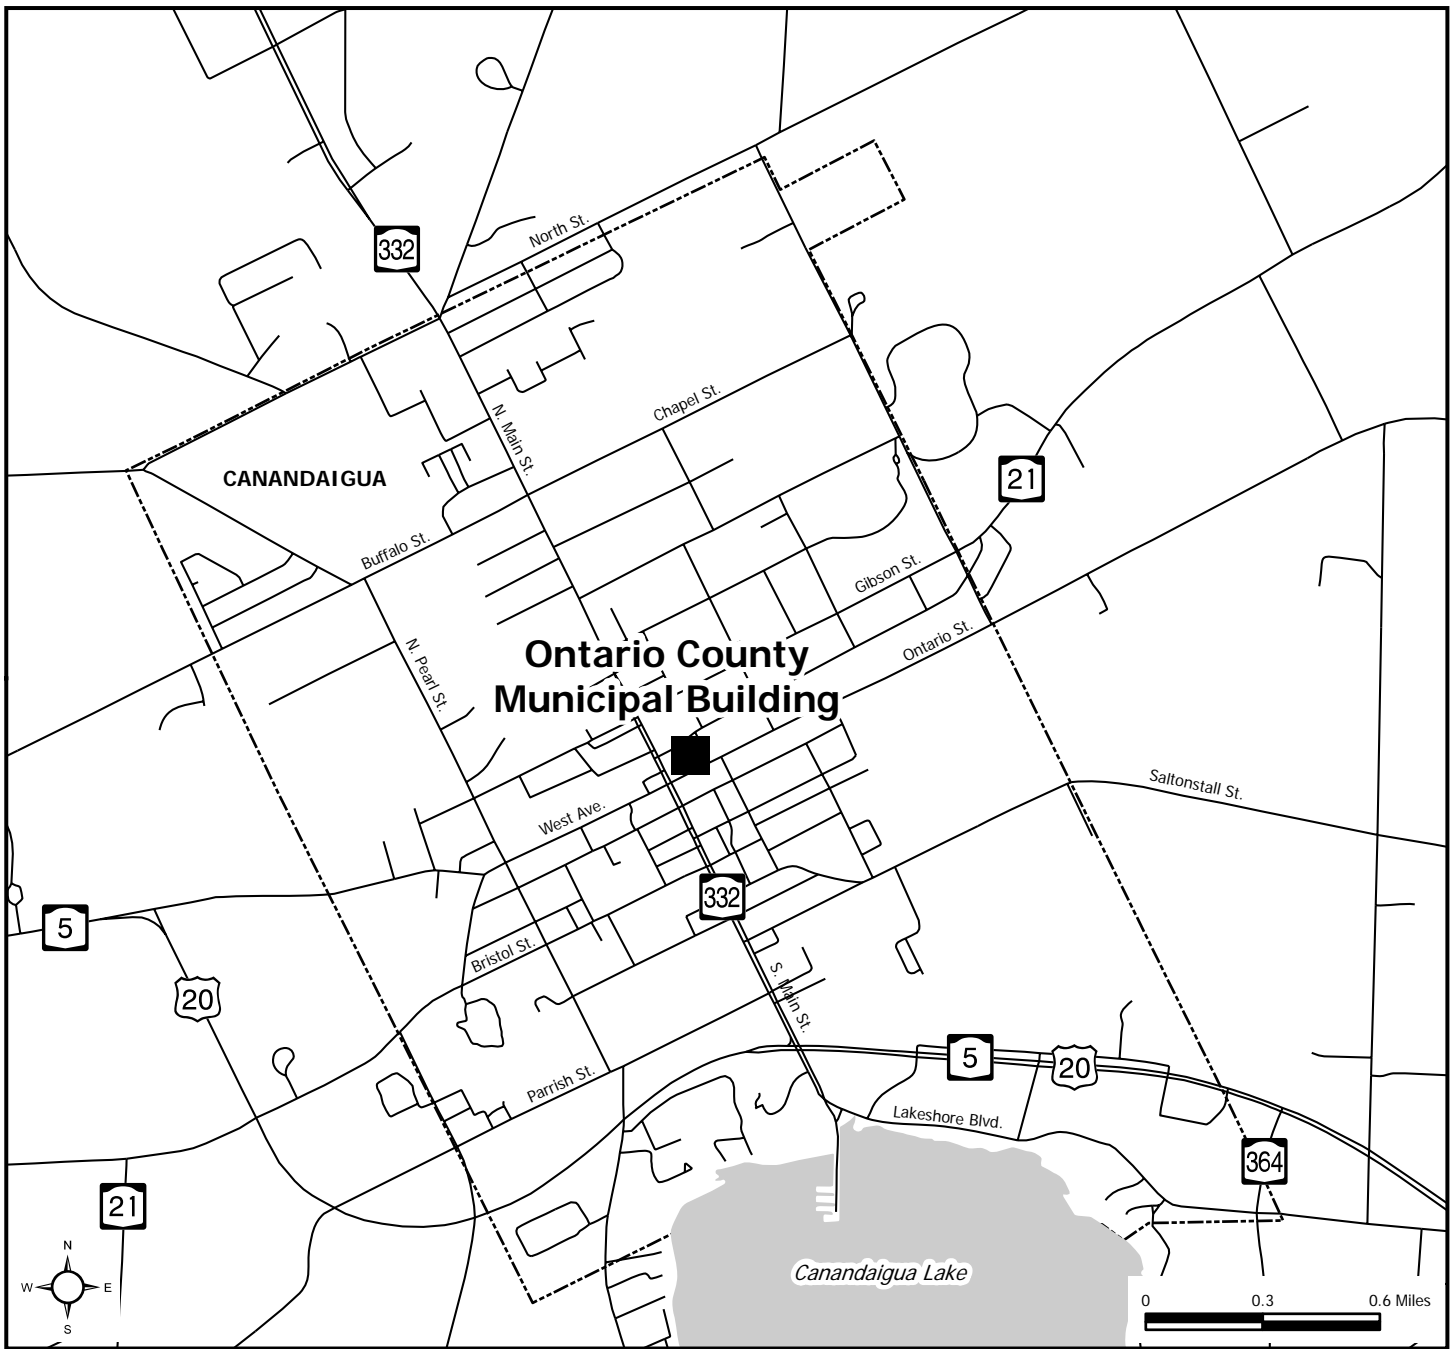 North St.
332
Chapel St.
N. Main St.
CANANDAIGUA
21
Buffalo St.
Gibson St.
Ontario St.
N. Pearl St.
Ontario County
Municipal Building
Saltonstall St.
West Ave.
332
5
Bristol St.
20
S. Main St.
5
20
Parrish St.
Lakeshore Blvd.
364
21
N
W
E
S
Canandaigua Lake
0 0.3 0.6 Miles